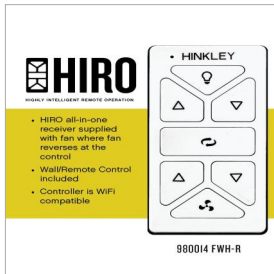 HIRO
HIGHLY INTELLIGENT REMOTE OPERATION
• HIRO all-in-one
receiver supplied
with fan where fan
reverses at the
control
• Wall/Remote Control
included
• Controller is WiFi
compatible
HINKLEY
980014 FWH-R